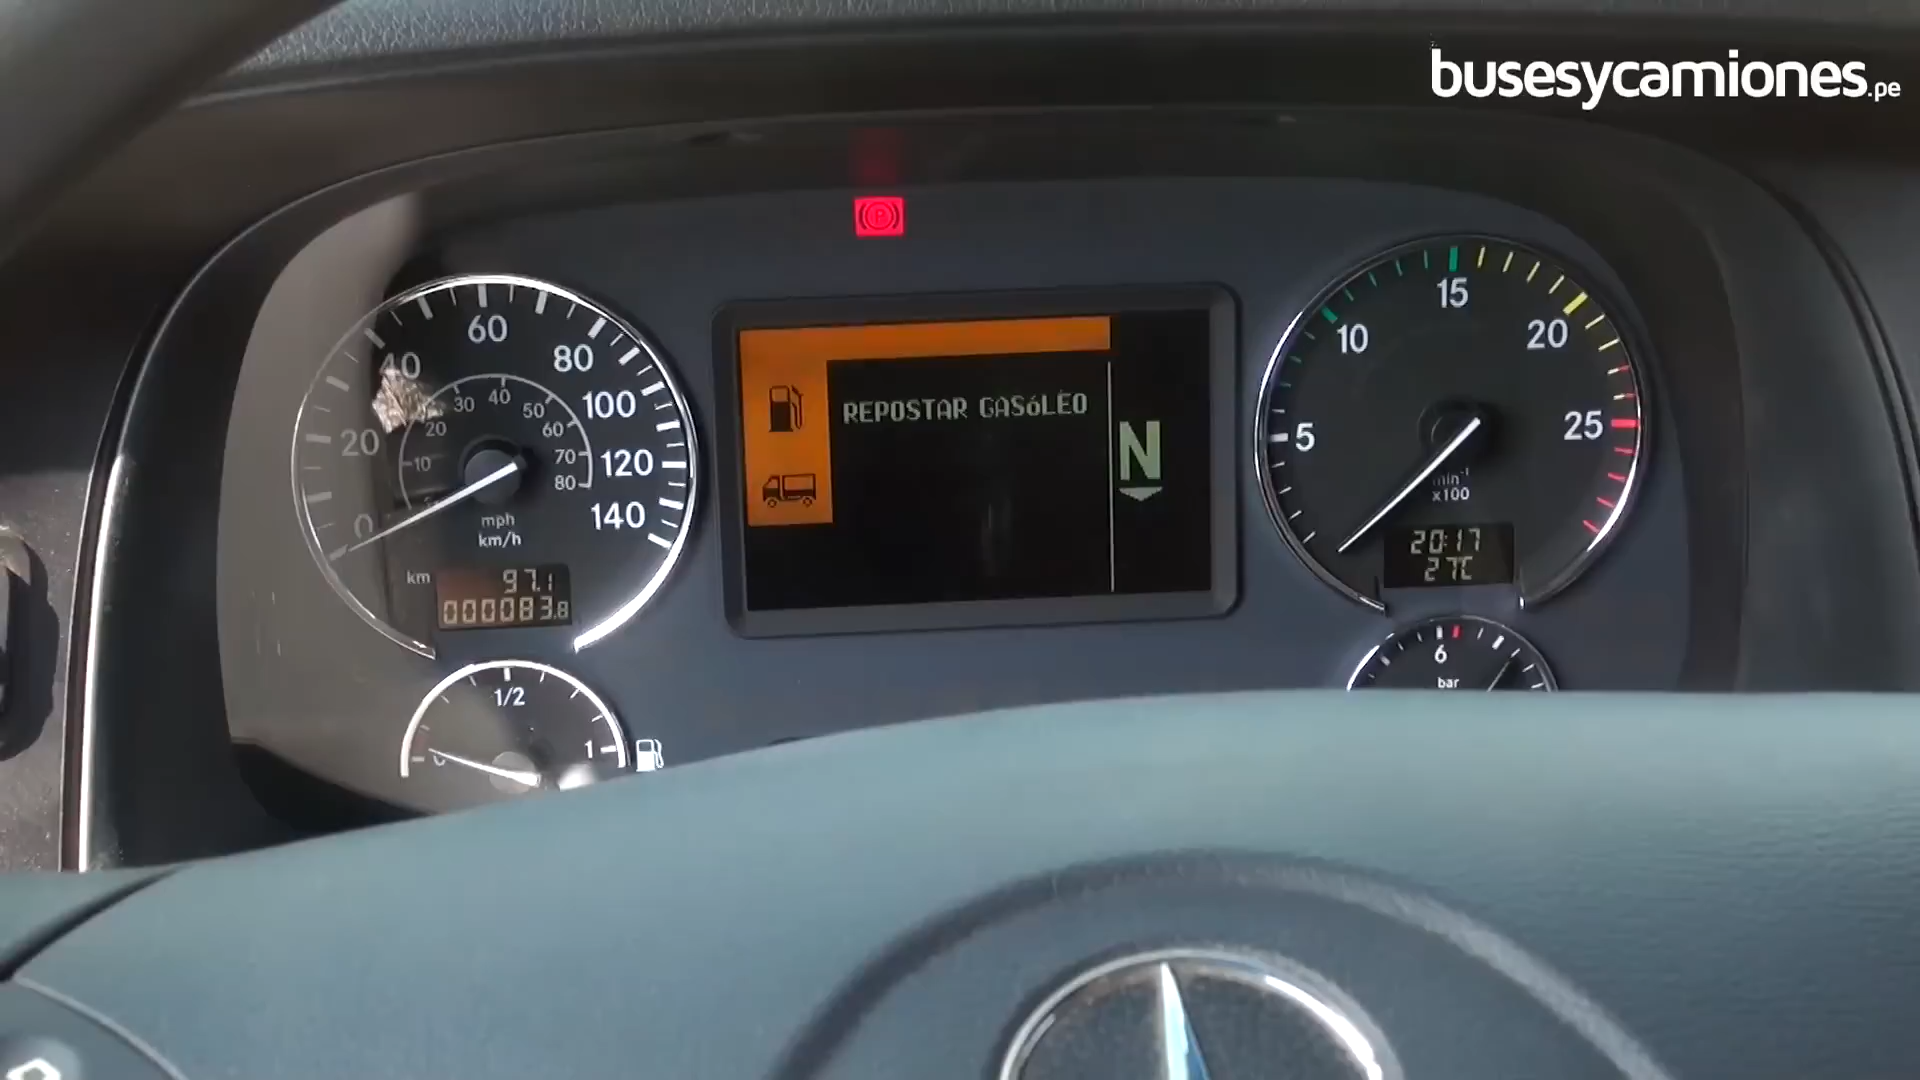 busesycamiones.pe
P
0
20
40
60
80
100
120
140
10
20
30
40
50
60
70
80
mph
km/h
km
97.1
000083.8
REPOSTAR GASóLEO
N
5
10
15
20
25
min-1
x100
20:17
27C
1/2
1
6
bar